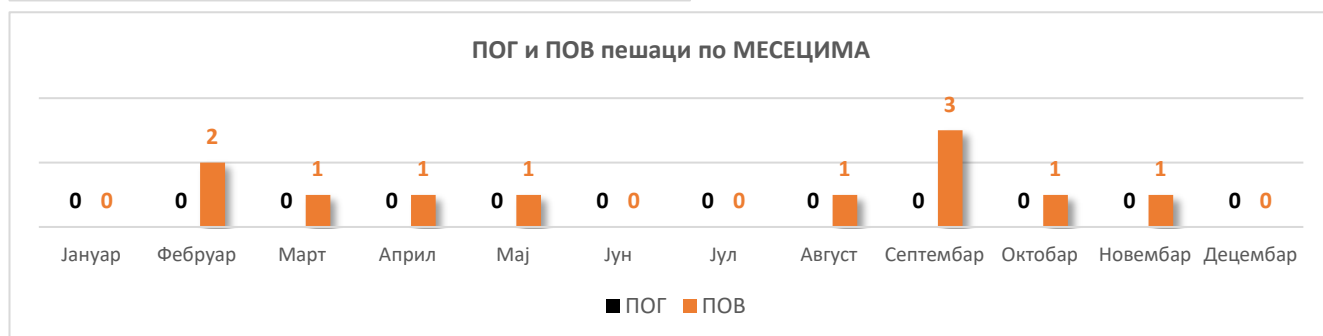 ПОГ и ПОВ пешаци по МЕСЕЦИМА
3
2
1 1 1 1 1 1
0 0 0 0 0 0 0 0 0 0 0 0 0 0 0 0
Јануар Фебруар Март Април Мај Јун Јул Август Септембар Октобар Новембар Децембар
ПОГ ПОВ